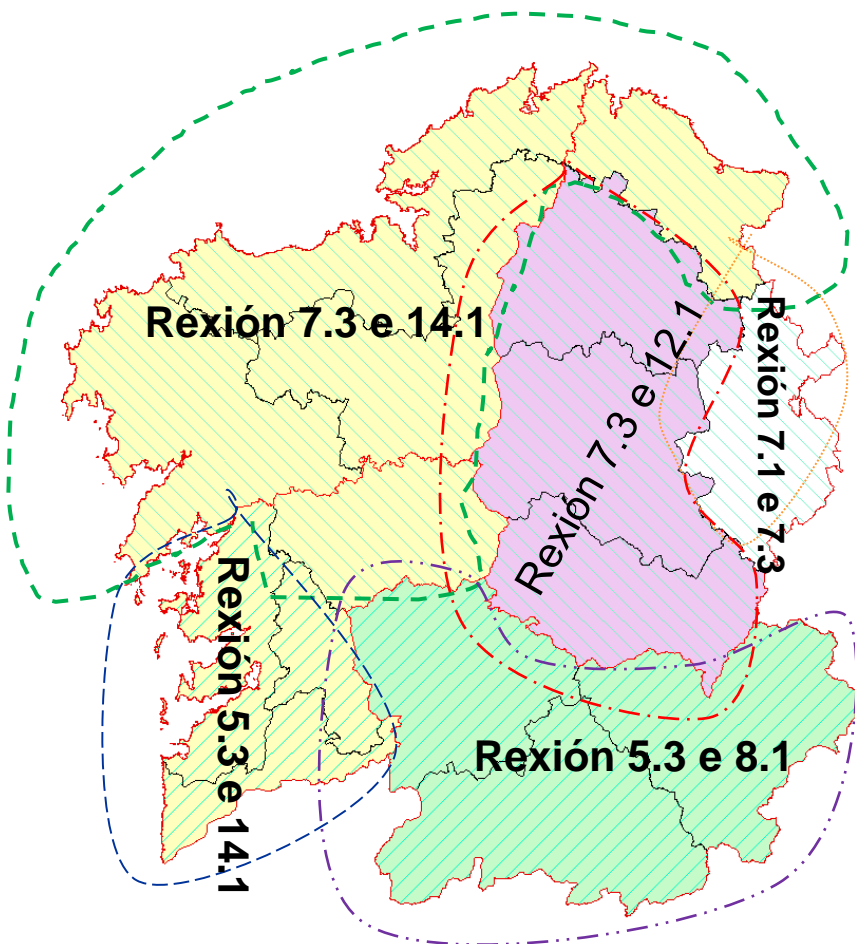 Rexión 7.3 e 14.1
Rexión 7.3 e 12.1
Rexión 7.1 e 7.3
Rexión 5.3 e 14.1
Rexión 5.3 e 8.1